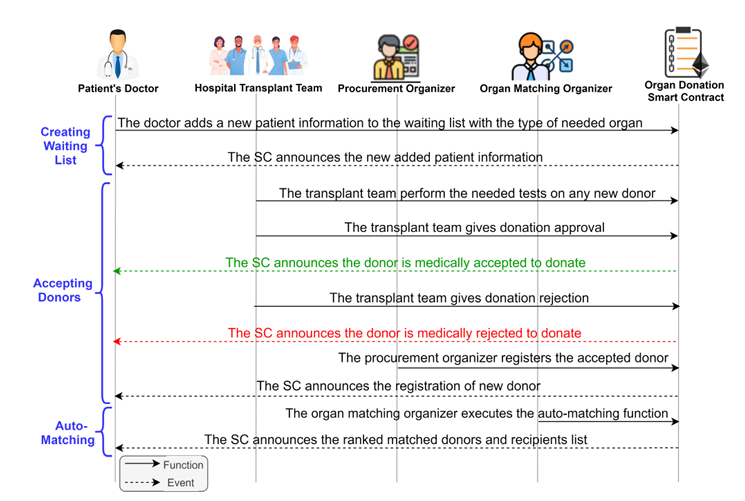 Patient's Doctor
Hospital Transplant Team
Procurement Organizer
Organ Matching Organizer
Organ Donation
Smart Contract
Creating
Waiting
List
The doctor adds a new patient information to the waiting list with the type of needed organ
The SC announces the new added patient information
Accepting
Donors
The transplant team perform the needed tests on any new donor
The transplant team gives donation approval
The SC announces the donor is medically accepted to donate
The transplant team gives donation rejection
The SC announces the donor is medically rejected to donate
The procurement organizer registers the accepted donor
The SC announces the registration of new donor
Auto-
Matching
The organ matching organizer executes the auto-matching function
The SC announces the ranked matched donors and recipients list
Function
Event